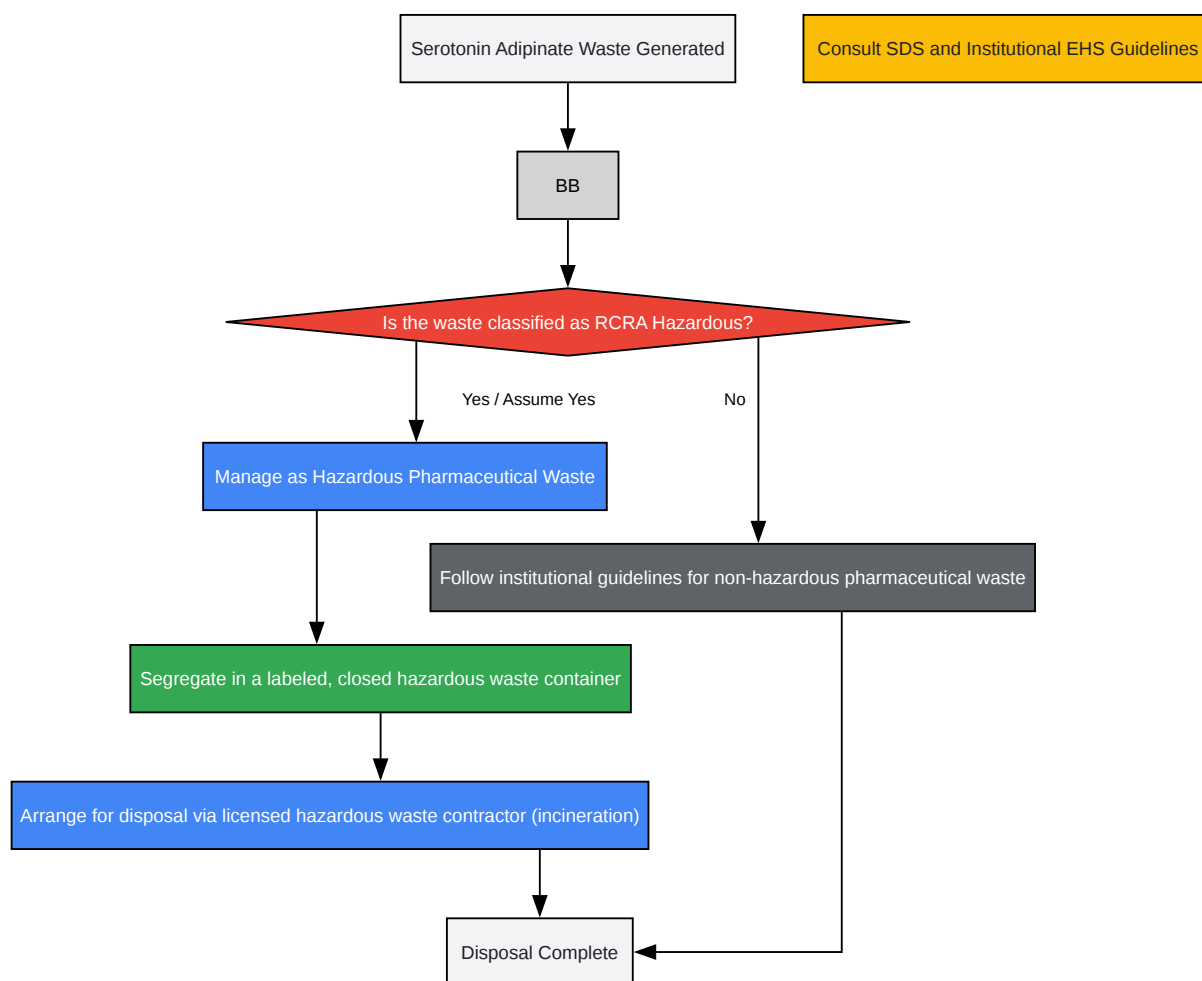 Serotonin Adipinate Waste Generated
Consult SDS and Institutional EHS Guidelines
BB
Is the waste classified as RCRA Hazardous?
Yes / Assume Yes
No
Manage as Hazardous Pharmaceutical Waste
Follow institutional guidelines for non-hazardous pharmaceutical waste
Segregate in a labeled, closed hazardous waste container
Arrange for disposal via licensed hazardous waste contractor (incineration)
Disposal Complete